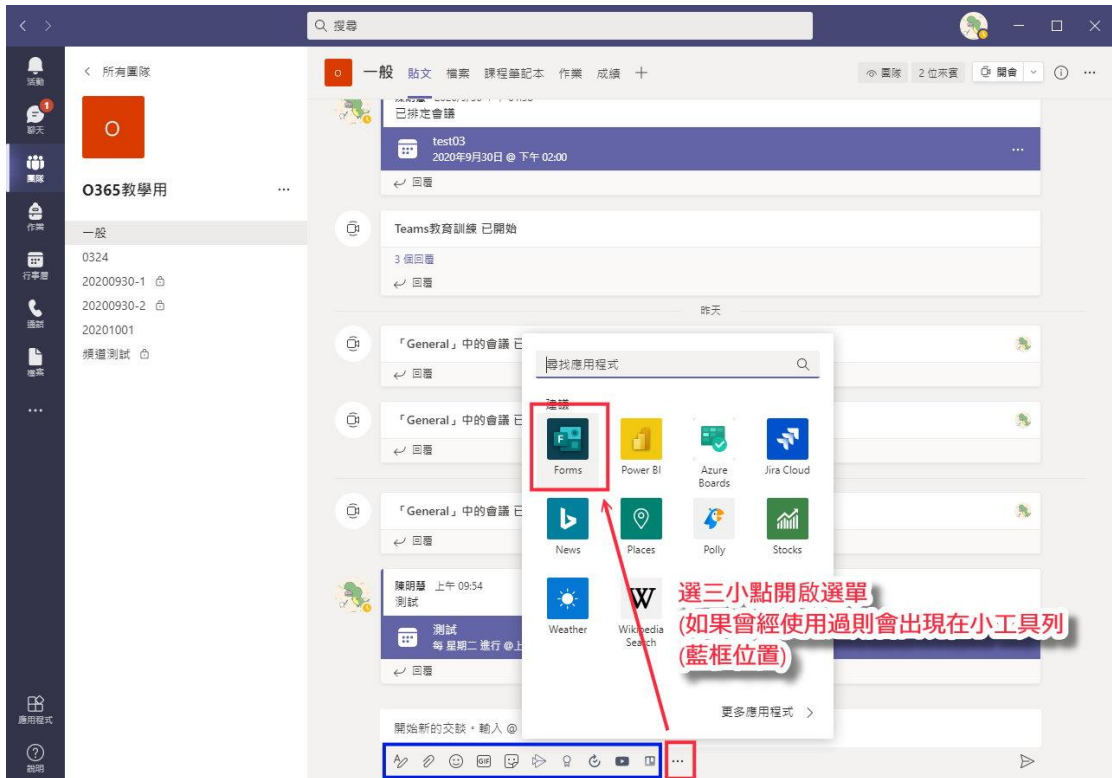 搜尋
活動
聊天
1
團隊
作業
行事曆
通話
檔案
應用程式
說明
所有團隊
O
O365教學用
一般
0324
20200930-1
20200930-2
20201001
頻道測試
O
一般 貼文 檔案 課程筆記本 作業 成績
團隊
2 位來賓
開會
已排定會議
test03
2020年9月30日 @ 下午 02:00
回覆
Teams教育訓練 已開始
3 個回覆
回覆
昨天
「General」中的會議 已
回覆
「General」中的會議 已
回覆
「General」中的會議 已
回覆
陳明慧 上午 09:54
測試
測試
每 星期二 進行 @上
回覆
尋找應用程式
建議
Forms
Power BI
Azure Boards
Jira Cloud
News
Places
Polly
Stocks
Weather
Wikipedia Search
更多應用程式
選三小點開啟選單
(如果曾經使用過則會出現在小工具列
(藍框位置)
開始新的交談。輸入 @
GIF